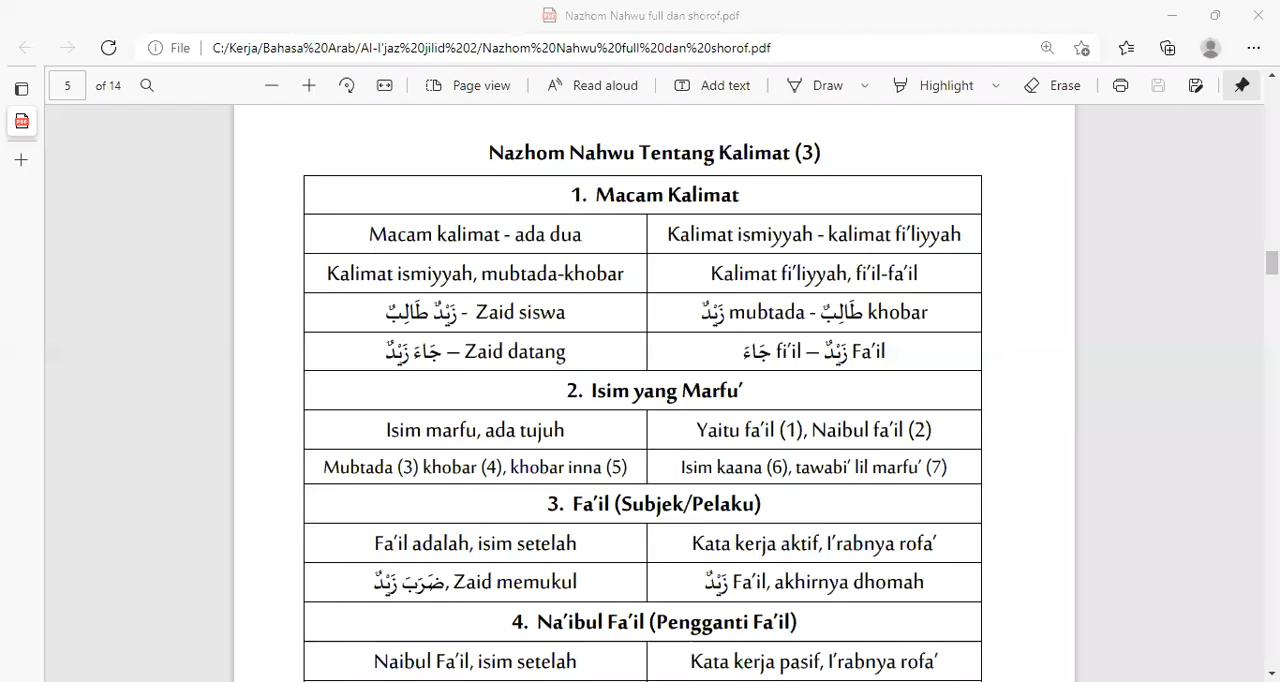 Nazhom Nahwu full dan shorof.pdf
File
C:/Kerja/Bahasa%20Arab/Al-I'jaz%20jilid%202/Nazhom%20Nahwu%20full%20dan%20shorof.pdf
5 of 14
Page view
Read aloud
Add text
Draw
Highlight
Erase
Nazhom Nahwu Tentang Kalimat (3)
1. Macam Kalimat
Macam kalimat - ada dua
Kalimat ismiyyah - kalimat fi’liyyah
Kalimat ismiyyah, mubtada-khobar
Kalimat fi’liyyah, fi’il-fa’il
زَيْدٌ طَالِبٌ - Zaid siswa
زَيْدٌ mubtada - طَالِبٌ khobar
جَاءَ زَيْدٌ – Zaid datang
جَاءَ fi’il – زَيْدٌ Fa’il
2. Isim yang Marfu’
Isim marfu, ada tujuh
Yaitu fa’il (1), Naibul fa’il (2)
Mubtada (3) khobar (4), khobar inna (5)
Isim kaana (6), tawabi’ lil marfu’ (7)
3. Fa’il (Subjek/Pelaku)
Fa’il adalah, isim setelah
Kata kerja aktif, I’rabnya rofa’
ضَرَبَ زَيْدٌ, Zaid memukul
زَيْدٌ Fa’il, akhirnya dhomah
4. Na’ibul Fa’il (Pengganti Fa’il)
Naibul Fa’il, isim setelah
Kata kerja pasif, I’rabnya rofa’